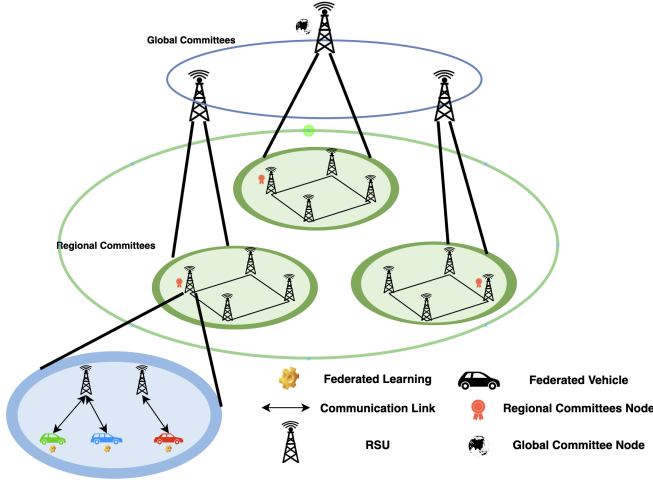 Global Committees
Regional Committees
Federated Learning
Federated Vehicle
Communication Link
Regional Committees Node
RSU
Global Committee Node